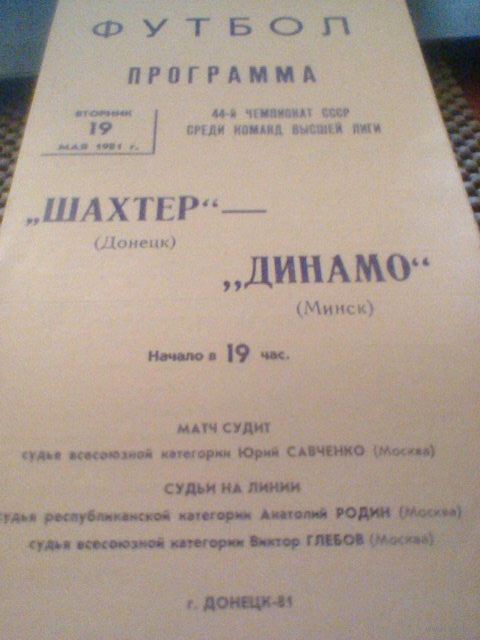 ФУТБОЛ
ПРОГРАММА
ВТОРНИК
19
МАЯ 1981 г.
44-й ЧЕМПИОНАТ СССР
СРЕДИ КОМАНД ВЫСШЕЙ ЛИГИ
„ШАХТЕР“—
(Донецк)
„ДИНАМО“
(Минск)
Начало в 19 час.
МАТЧ СУДИТ
судья всесоюзной категории Юрий САВЧЕНКО (Москва)
СУДЬИ НА ЛИНИИ
судья республиканской категории Анатолий РОДИН (Москва)
судья всесоюзной категории Виктор ГЛЕБОВ (Москва)
г. ДОНЕЦК-81